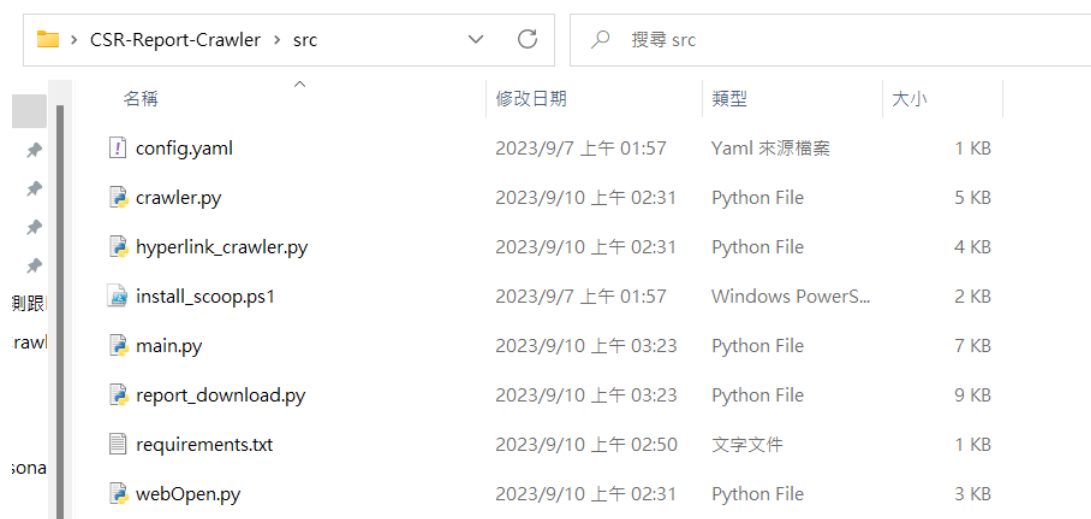 CSR-Report-Crawler > src 搜尋 src
名稱 修改日期 類型 大小
config.yaml 2023/9/7 上午 01:57 Yaml 來源檔案 1 KB
crawler.py 2023/9/10 上午 02:31 Python File 5 KB
hyperlink_crawler.py 2023/9/10 上午 02:31 Python File 4 KB
install_scoop.ps1 2023/9/7 上午 01:57 Windows PowerS... 2 KB
main.py 2023/9/10 上午 03:23 Python File 7 KB
report_download.py 2023/9/10 上午 03:23 Python File 9 KB
requirements.txt 2023/9/10 上午 02:50 文字文件 1 KB
webOpen.py 2023/9/10 上午 02:31 Python File 3 KB